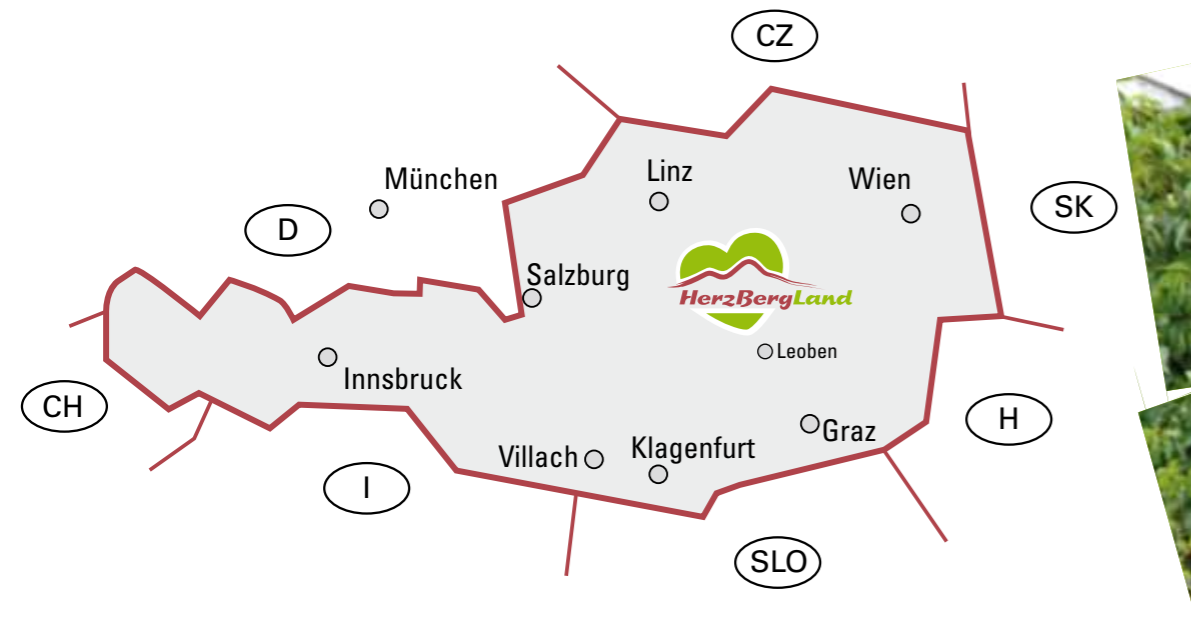 CZ
München
Linz
Wien
SK
D
Salzburg
HerzBergLand
Leoben
Innsbruck
CH
H
Graz
Klagenfurt
Villach
I
SLO